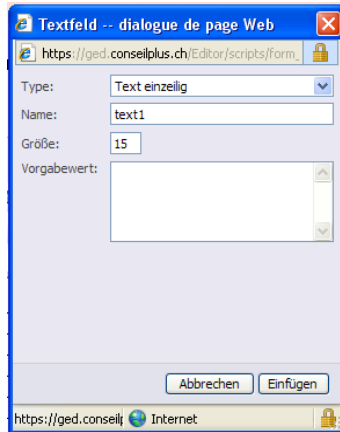 Textfeld -- dialogue de page Web
https://ged.conseilplus.ch/Editor/scripts/form_
Type: Text einzeilig
Name: text1
Größe: 15
Vorgabewert:
Abbrechen Einfügen
https://ged.conseilp Internet